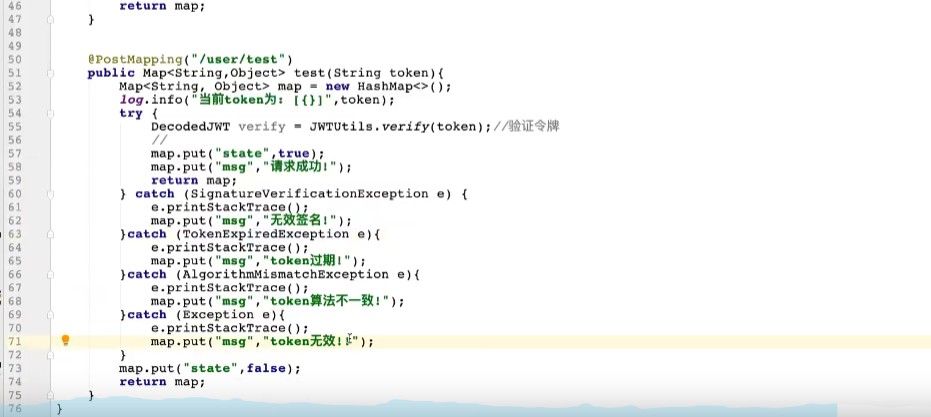 46 return map;
47 }
48
49
50 @PostMapping("/user/test")
51 public Map<String,Object> test(String token){
52 Map<String, Object> map = new HashMap<>();
53 log.info("当前token为: [{}]",token);
54 try {
55 DecodedJWT verify = JWTUtils.verify(token);//验证令牌
56 //
57 map.put("state",true);
58 map.put("msg","请求成功!");
59 return map;
60 } catch (SignatureVerificationException e) {
61 e.printStackTrace();
62 map.put("msg","无效签名!");
63 }catch (TokenExpiredException e){
64 e.printStackTrace();
65 map.put("msg","token过期!");
66 }catch (AlgorithmMismatchException e){
67 e.printStackTrace();
68 map.put("msg","token算法不一致!");
69 }catch (Exception e){
70 e.printStackTrace();
71 map.put("msg","token无效!!");
72 }
73 map.put("state",false);
74 return map;
75 }
76 }